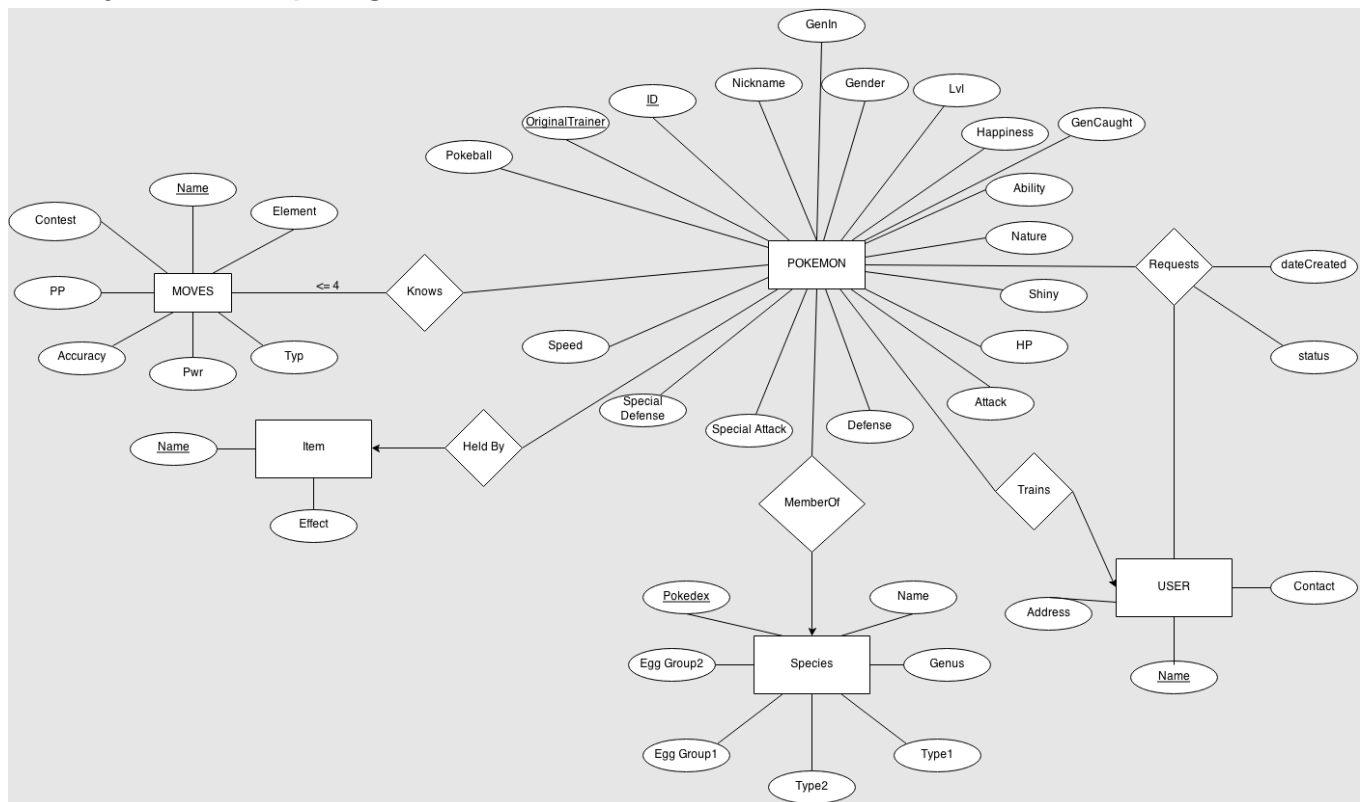 GenIn
Nickname
Gender
Lvl
ID
OriginalTrainer
Happiness
GenCaught
Pokeball
Ability
Name
Element
Contest
Nature
POKEMON
Requests
dateCreated
MOVES
<= 4
Knows
PP
Shiny
Speed
HP
status
Accuracy
Pwr
Typ
Special
Defense
Special Attack
Defense
Attack
Name
Item
Held By
MemberOf
Trains
Effect
USER
Contact
Address
Pokedex
Name
Egg Group2
Species
Genus
Name
Egg Group1
Type1
Type2